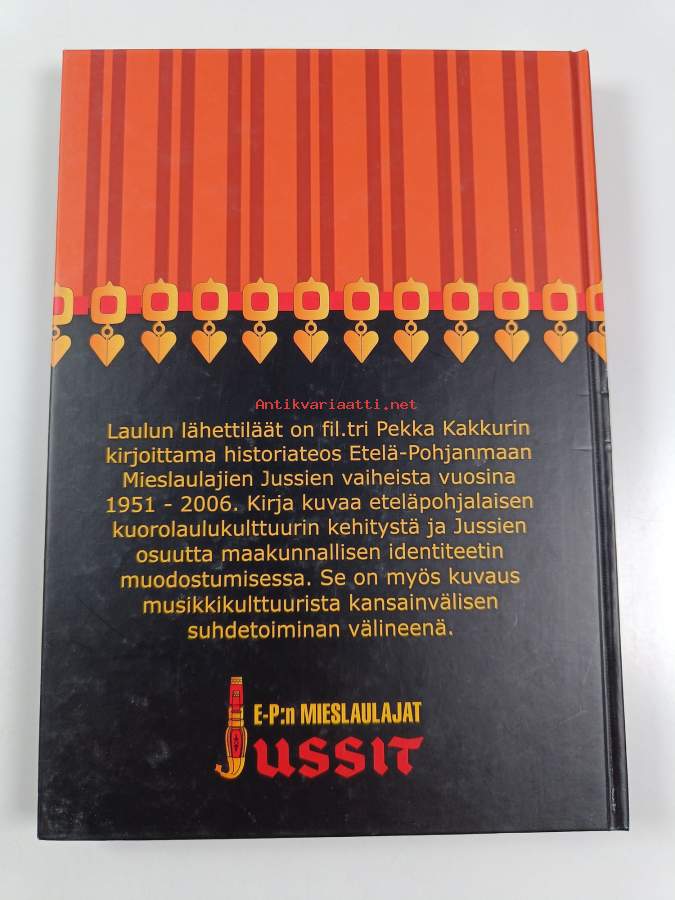 Antikvariaatti.net
Laulun lähettiläät on fil.tri Pekka Kakkurin
kirjoittama historiateos Etelä-Pohjanmaan
Mieslaulajien Jussien vaiheista vuosina
1951 - 2006. Kirja kuvaa eteläpohjalaisen
kuorolaulukulttuurin kehitystä ja Jussien
osuutta maakunnallisen identiteetin
muodostumisessa. Se on myös kuvaus
musikkikulttuurista kansainvälisen
suhdetoiminan välineenä.
E-P:n MIESLAULAJAT
JUSSIT